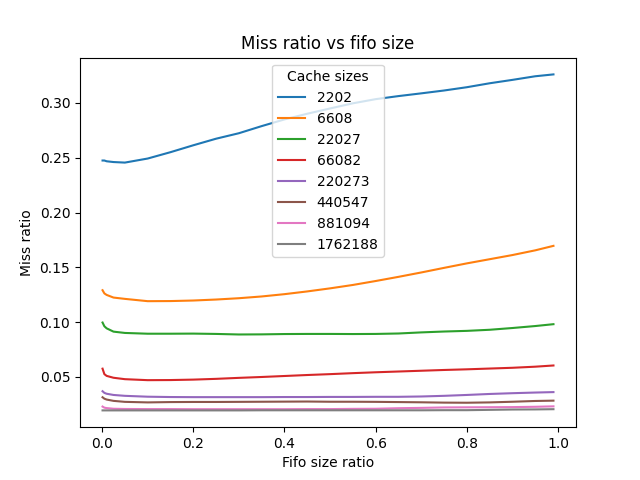 Miss ratio vs fifo size
Cache sizes
2202
6608
22027
66082
220273
440547
881094
1762188
Miss ratio
0.30
0.25
0.20
0.15
0.10
0.05
0.0 0.2 0.4 0.6 0.8 1.0
Fifo size ratio